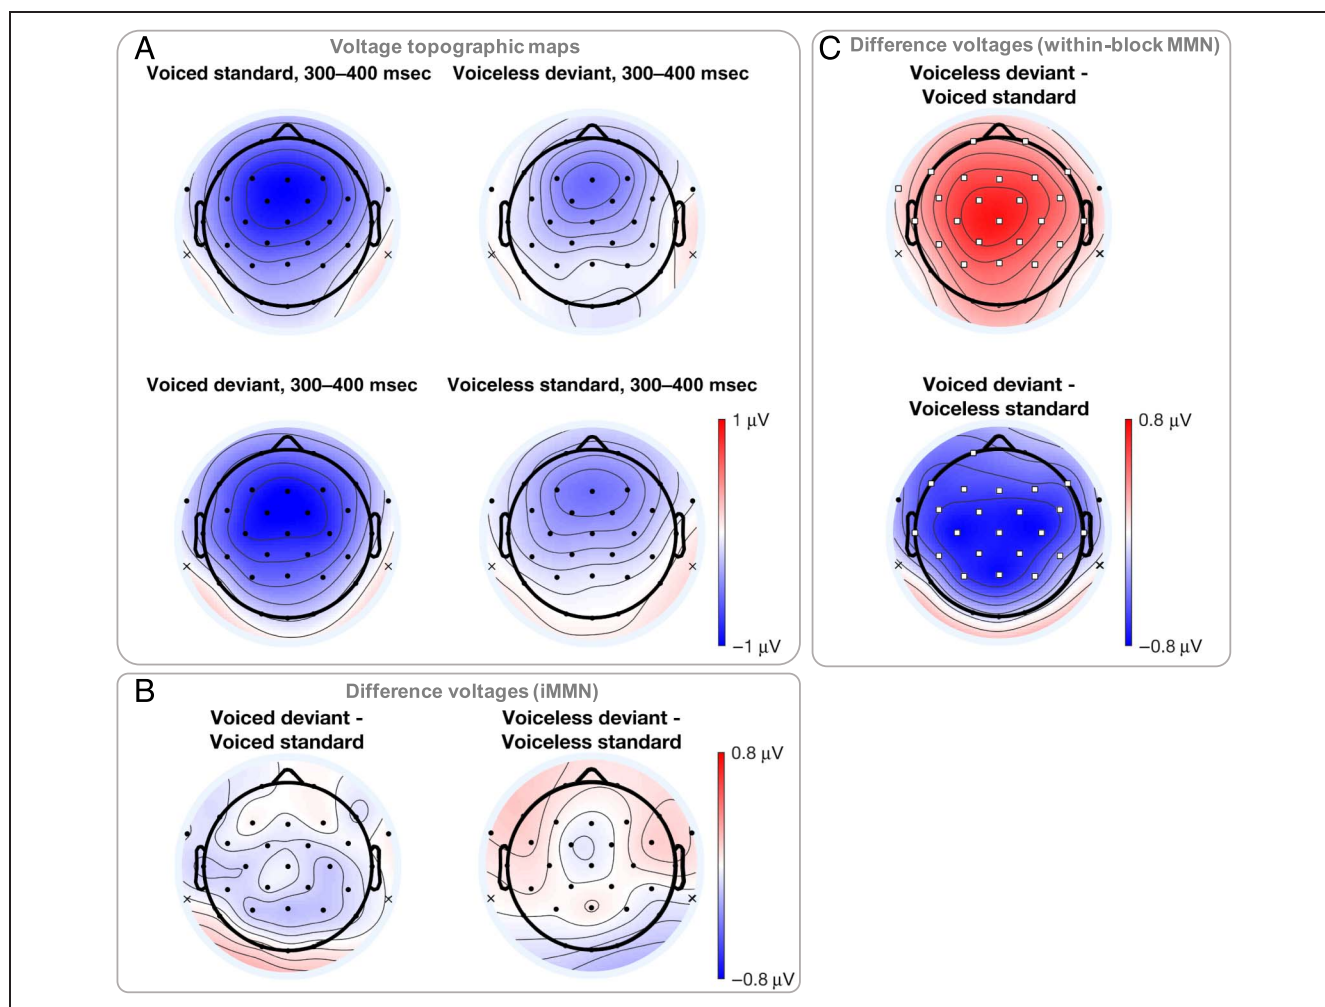 A
Voltage topographic maps
Voiced standard, 300–400 msec
Voiceless deviant, 300–400 msec
Voiced deviant, 300–400 msec
Voiceless standard, 300–400 msec
1 µV
−1 µV
C
Difference voltages (within-block MMN)
Voiceless deviant -
Voiced standard
Voiced deviant -
Voiceless standard
0.8 µV
−0.8 µV
B
Difference voltages (iMMN)
Voiced deviant -
Voiced standard
Voiceless deviant -
Voiceless standard
0.8 µV
−0.8 µV